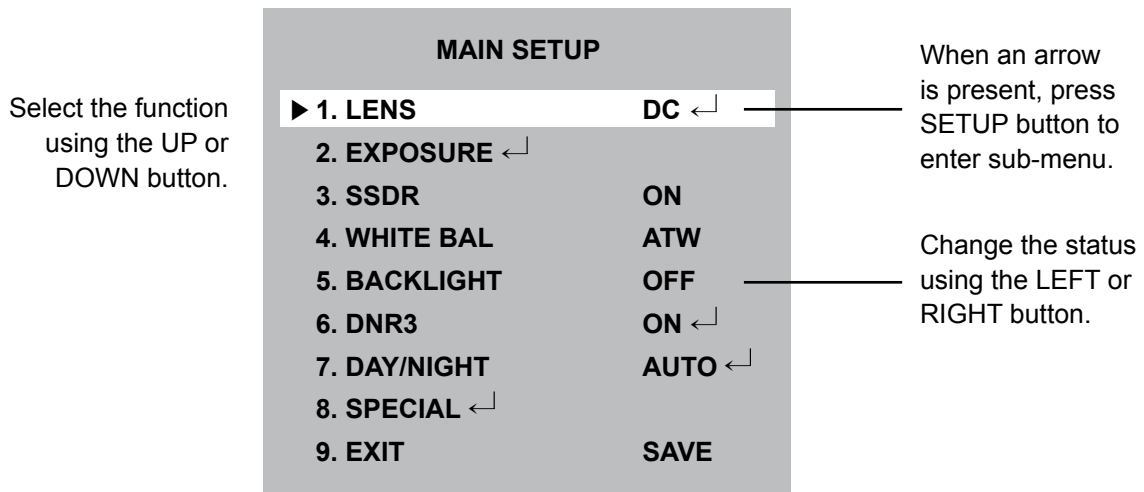 MAIN SETUP
Select the function
using the UP or
DOWN button.
▶ 1. LENS DC ↵
2. EXPOSURE ↵
3. SSDR ON
4. WHITE BAL ATW
5. BACKLIGHT OFF
6. DNR3 ON ↵
7. DAY/NIGHT AUTO ↵
8. SPECIAL ↵
9. EXIT SAVE
When an arrow
is present, press
SETUP button to
enter sub-menu.
Change the status
using the LEFT or
RIGHT button.